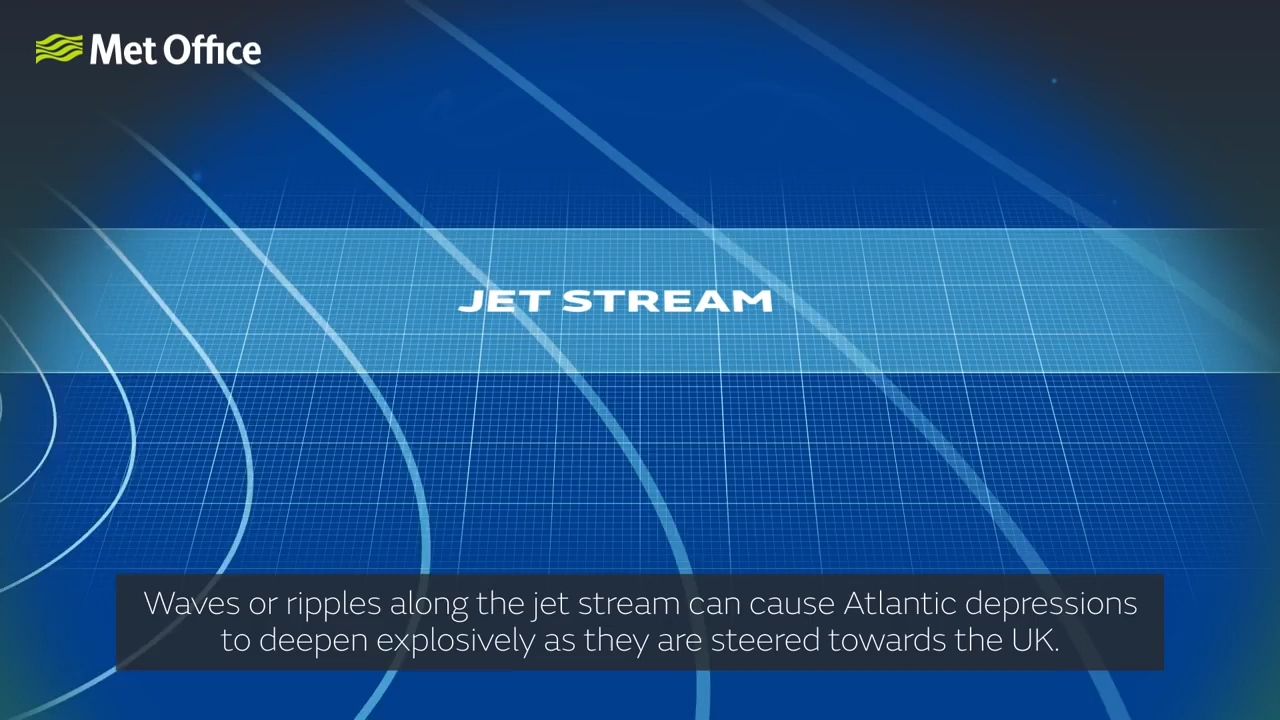 Met Office
JET STREAM
Waves or ripples along the jet stream can cause Atlantic depressions
to deepen explosively as they are steered towards the UK.